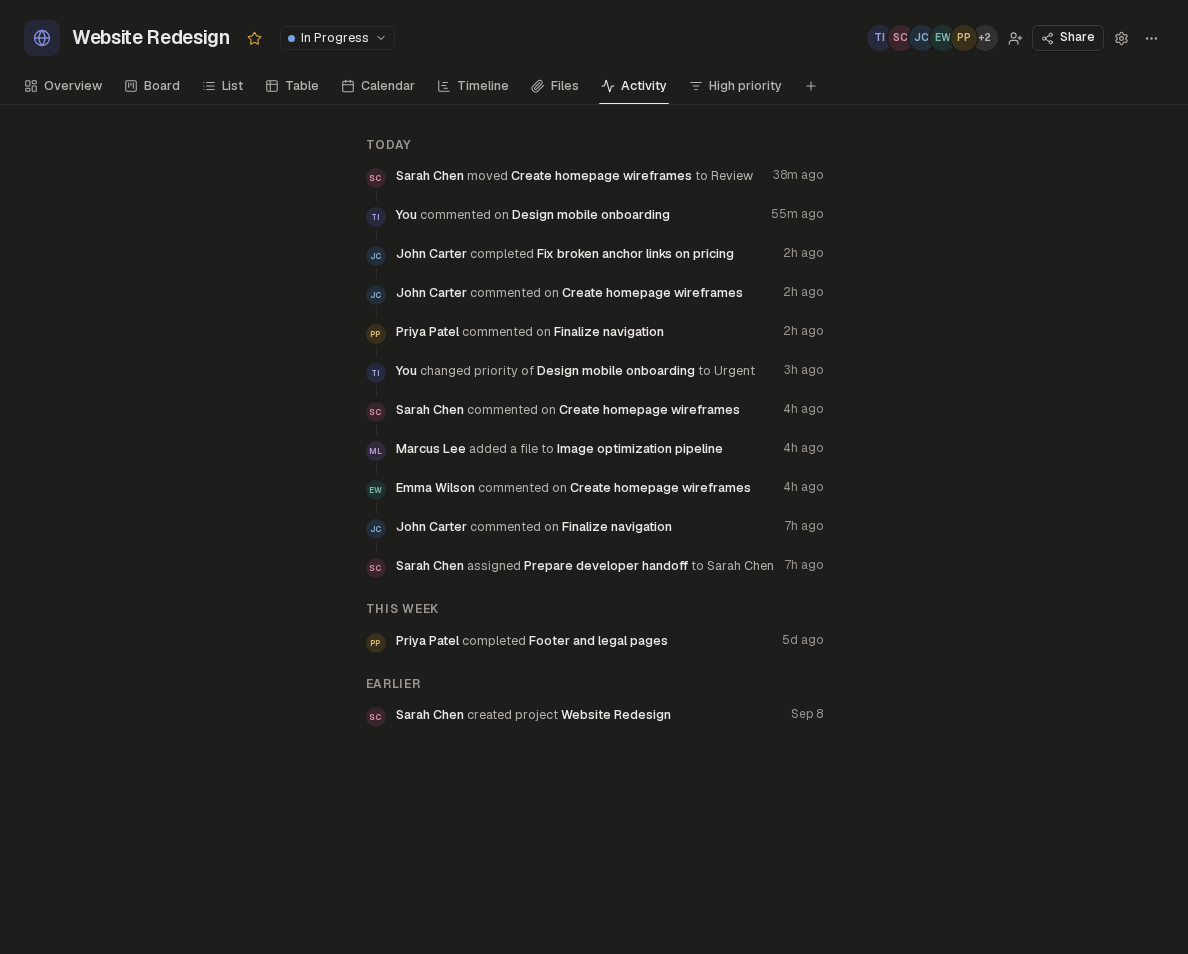 Website Redesign In Progress TI SC JC EW PP +2 Share
Overview Board List Table Calendar Timeline Files Activity High priority
TODAY
SC Sarah Chen moved Create homepage wireframes to Review 38m ago
TI You commented on Design mobile onboarding 55m ago
JC John Carter completed Fix broken anchor links on pricing 2h ago
JC John Carter commented on Create homepage wireframes 2h ago
PP Priya Patel commented on Finalize navigation 2h ago
TI You changed priority of Design mobile onboarding to Urgent 3h ago
SC Sarah Chen commented on Create homepage wireframes 4h ago
ML Marcus Lee added a file to Image optimization pipeline 4h ago
EW Emma Wilson commented on Create homepage wireframes 4h ago
JC John Carter commented on Finalize navigation 7h ago
SC Sarah Chen assigned Prepare developer handoff to Sarah Chen 7h ago
THIS WEEK
PP Priya Patel completed Footer and legal pages 5d ago
EARLIER
SC Sarah Chen created project Website Redesign Sep 8